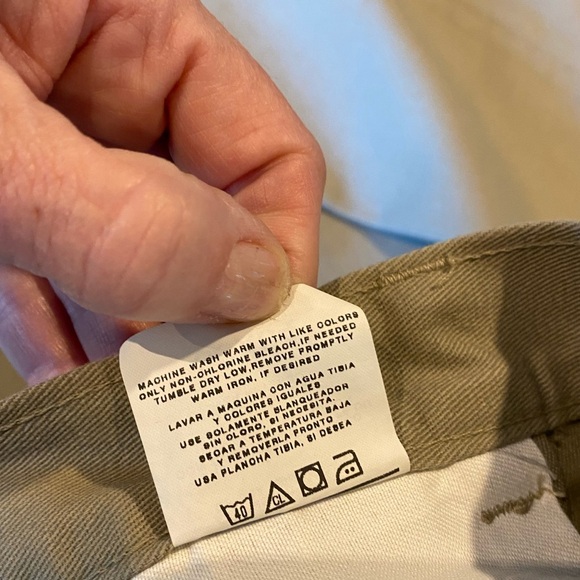 MACHINE WASH WARM WITH LIKE COLORS
ONLY NON-CHLORINE BLEACH,IF NEEDED
TUMBLE DRY LOW,REMOVE PROMPTLY
WARM IRON, IF DESIRED
LAVAR A MAQUINA CON AGUA TIBIA
Y COLORES IGUALES
USE SOLAMENTE BLANQUEADOR
SIN OLORO, SI NECESITA.
SECAR A TEMPERATURA BAJA
Y REMOVERLA PRONTO
USA PLANCHA TIBIA, SI DESEA
40 CL